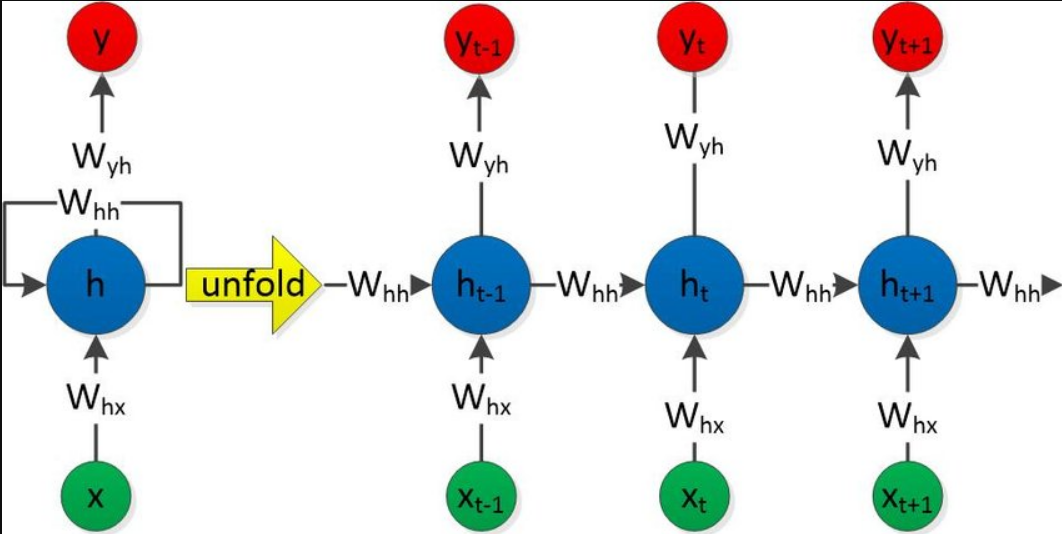 y
y_{t-1}
y_t
y_{t+1}
W_{yh}
W_{yh}
W_{yh}
W_{yh}
W_{hh}
h
unfold
W_{hh}
h_{t-1}
W_{hh}
h_t
W_{hh}
h_{t+1}
W_{hh}
W_{hx}
W_{hx}
W_{hx}
W_{hx}
x
x_{t-1}
x_t
x_{t+1}